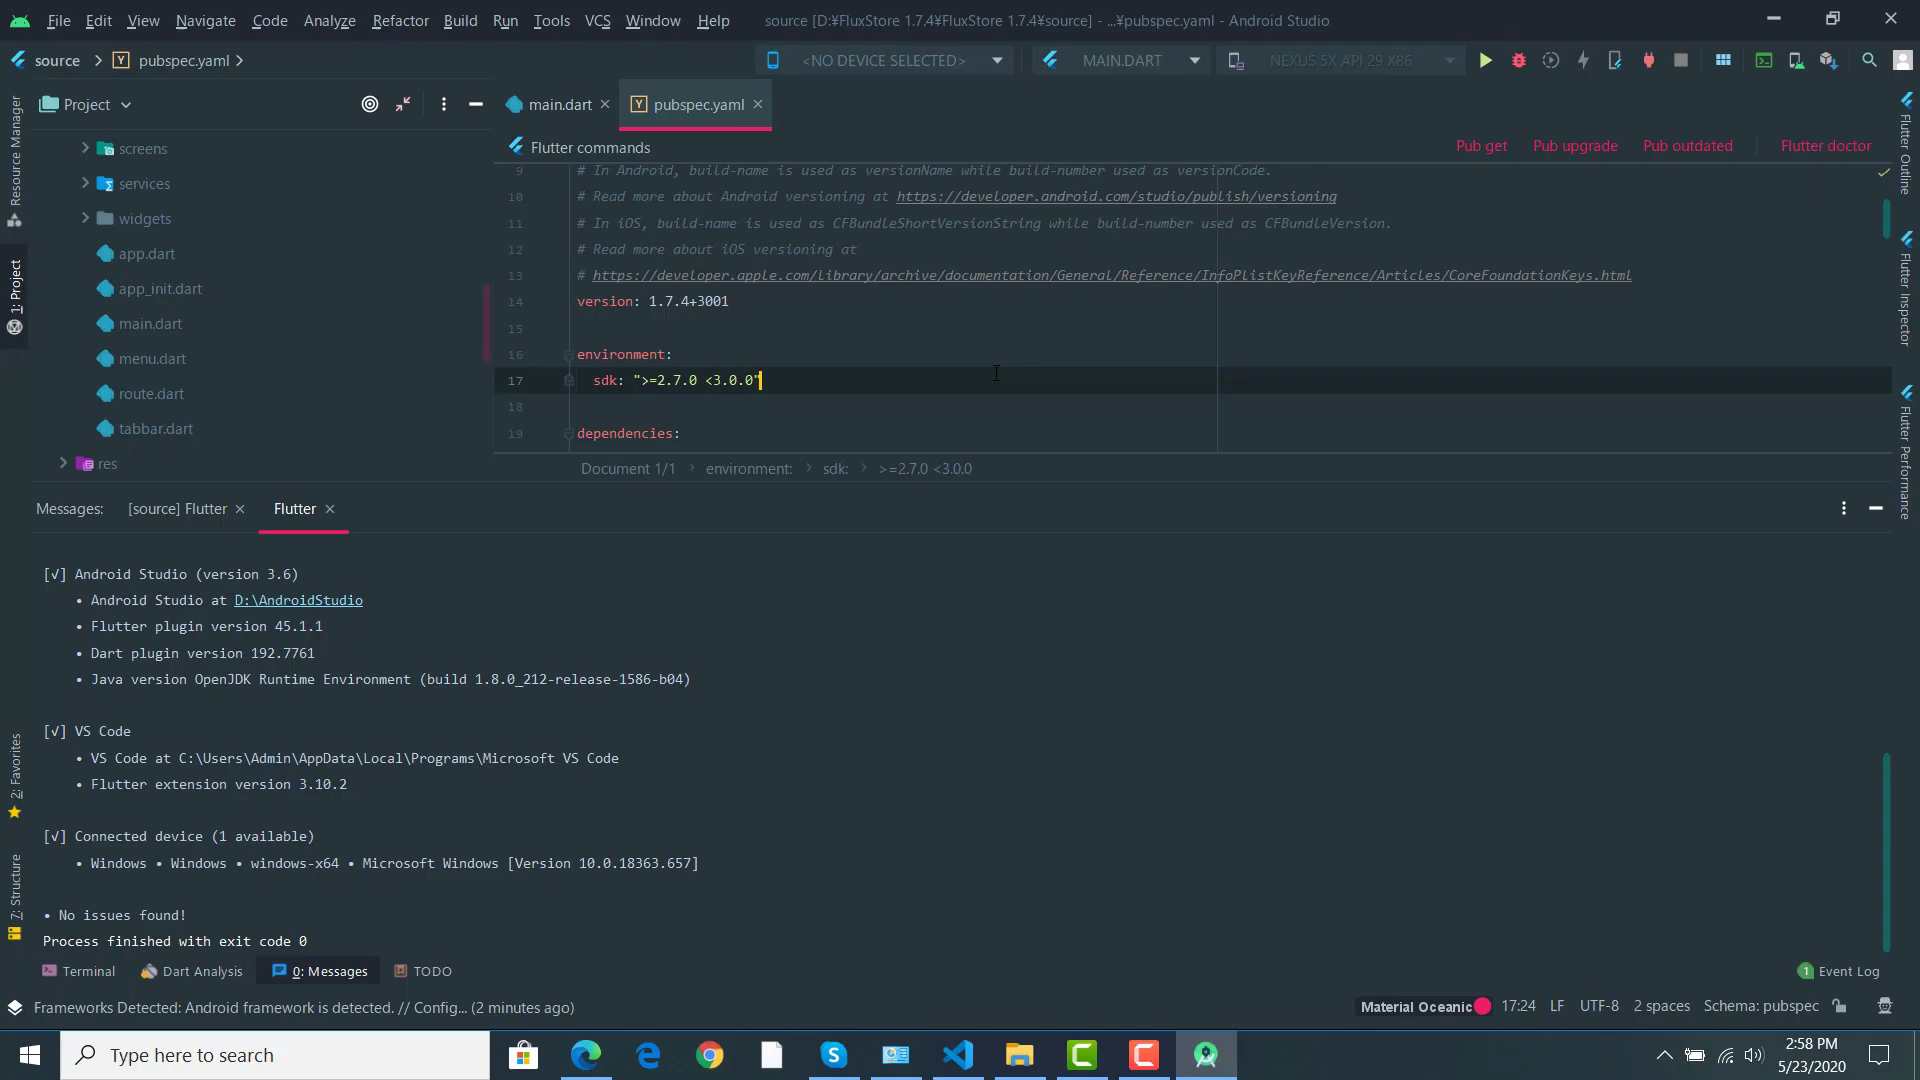 File Edit View Navigate Code Analyze Refactor Build Run Tools VCS Window Help source [D:¥FluxStore 1.7.4¥FluxStore 1.7.4¥source] - ...¥pubspec.yaml - Android Studio
source pubspec.yaml <NO DEVICE SELECTED> MAIN.DART NEXUS 5X API 29 X86
Project main.dart pubspec.yaml
Flutter commands Pub get Pub upgrade Pub outdated Flutter doctor
Resource Manager
1: Project
screens
services
widgets
app.dart
app_init.dart
main.dart
menu.dart
route.dart
tabbar.dart
res
9 # In Android, build-name is used as versionName while build-number used as versionCode.
10 # Read more about Android versioning at https://developer.android.com/studio/publish/versioning
11 # In iOS, build-name is used as CFBundleShortVersionString while build-number used as CFBundleVersion.
12 # Read more about iOS versioning at
13 # https://developer.apple.com/library/archive/documentation/General/Reference/InfoPlistKeyReference/Articles/CoreFoundationKeys.html
14 version: 1.7.4+3001
15
16 environment:
17 sdk: ">=2.7.0 <3.0.0"
18
19 dependencies:
Document 1/1 environment: sdk: >=2.7.0 <3.0.0
Flutter Outline
Flutter Inspector
Flutter Performance
Messages: [source] Flutter Flutter
[√] Android Studio (version 3.6)
• Android Studio at D:\AndroidStudio
• Flutter plugin version 45.1.1
• Dart plugin version 192.7761
• Java version OpenJDK Runtime Environment (build 1.8.0_212-release-1586-b04)
[√] VS Code
• VS Code at C:\Users\Admin\AppData\Local\Programs\Microsoft VS Code
• Flutter extension version 3.10.2
[√] Connected device (1 available)
• Windows • Windows • windows-x64 • Microsoft Windows [Version 10.0.18363.657]
• No issues found!
Process finished with exit code 0
2: Favorites
7: Structure
Terminal Dart Analysis 0: Messages TODO 1 Event Log
Frameworks Detected: Android framework is detected. // Config... (2 minutes ago) Material Oceanic 17:24 LF UTF-8 2 spaces Schema: pubspec
Type here to search
2:58 PM
5/23/2020